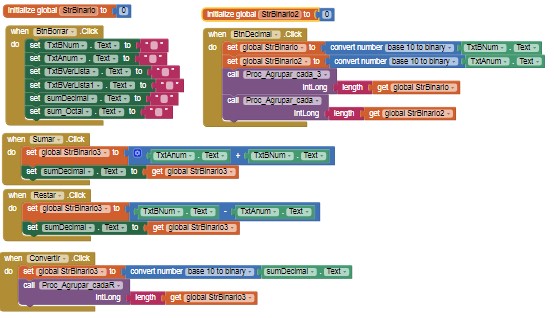 initialize global StrBinario to 0
initialize global StrBinario2 to 0
when BtnBorrar .Click
do set TxtBNum . Text to " "
set TxtAnum . Text to " "
set TxtBVerLista . Text to " "
set TxtBVerLista1 . Text to " "
set sumDecimal . Text to " "
set sum_Octal . Text to " "
when BtnDecimal .Click
do set global StrBinario to convert number base 10 to binary TxtBNum . Text
set global StrBinario2 to convert number base 10 to binary TxtAnum . Text
call Proc_Agrupar_cada_3
intLong length get global StrBinario
call Proc_Agrupar_cada
intLong length get global StrBinario2
when Sumar .Click
do set global StrBinario3 to TxtAnum . Text + TxtBNum . Text
set sumDecimal . Text to get global StrBinario3
when Restar .Click
do set global StrBinario3 to TxtBNum . Text - TxtAnum . Text
set sumDecimal . Text to get global StrBinario3
when Convertir .Click
do set global StrBinario3 to convert number base 10 to binary sumDecimal . Text
call Proc_Agrupar_cadaR
intLong length get global StrBinario3